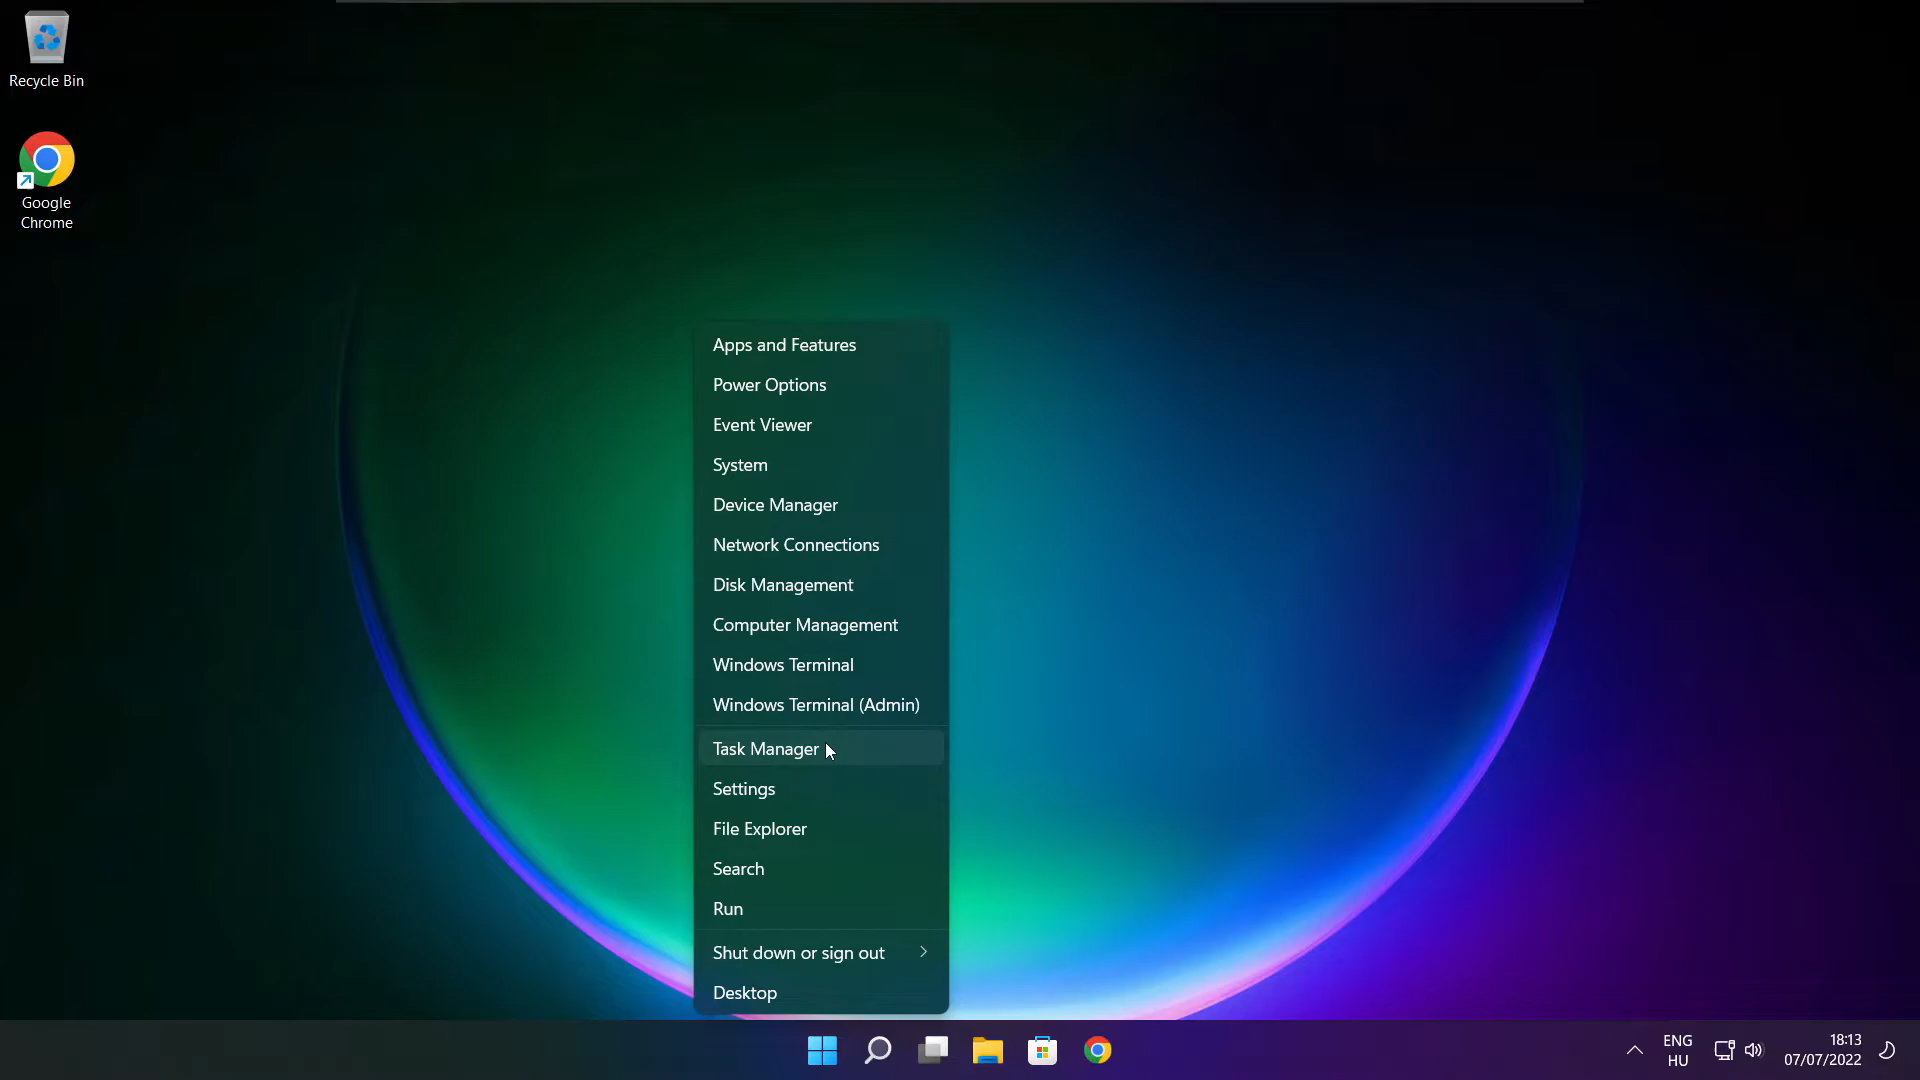 Recycle Bin
Google
Chrome
Apps and Features
Power Options
Event Viewer
System
Device Manager
Network Connections
Disk Management
Computer Management
Windows Terminal
Windows Terminal (Admin)
Task Manager
Settings
File Explorer
Search
Run
Shut down or sign out
Desktop
ENG
HU
18:13
07/07/2022